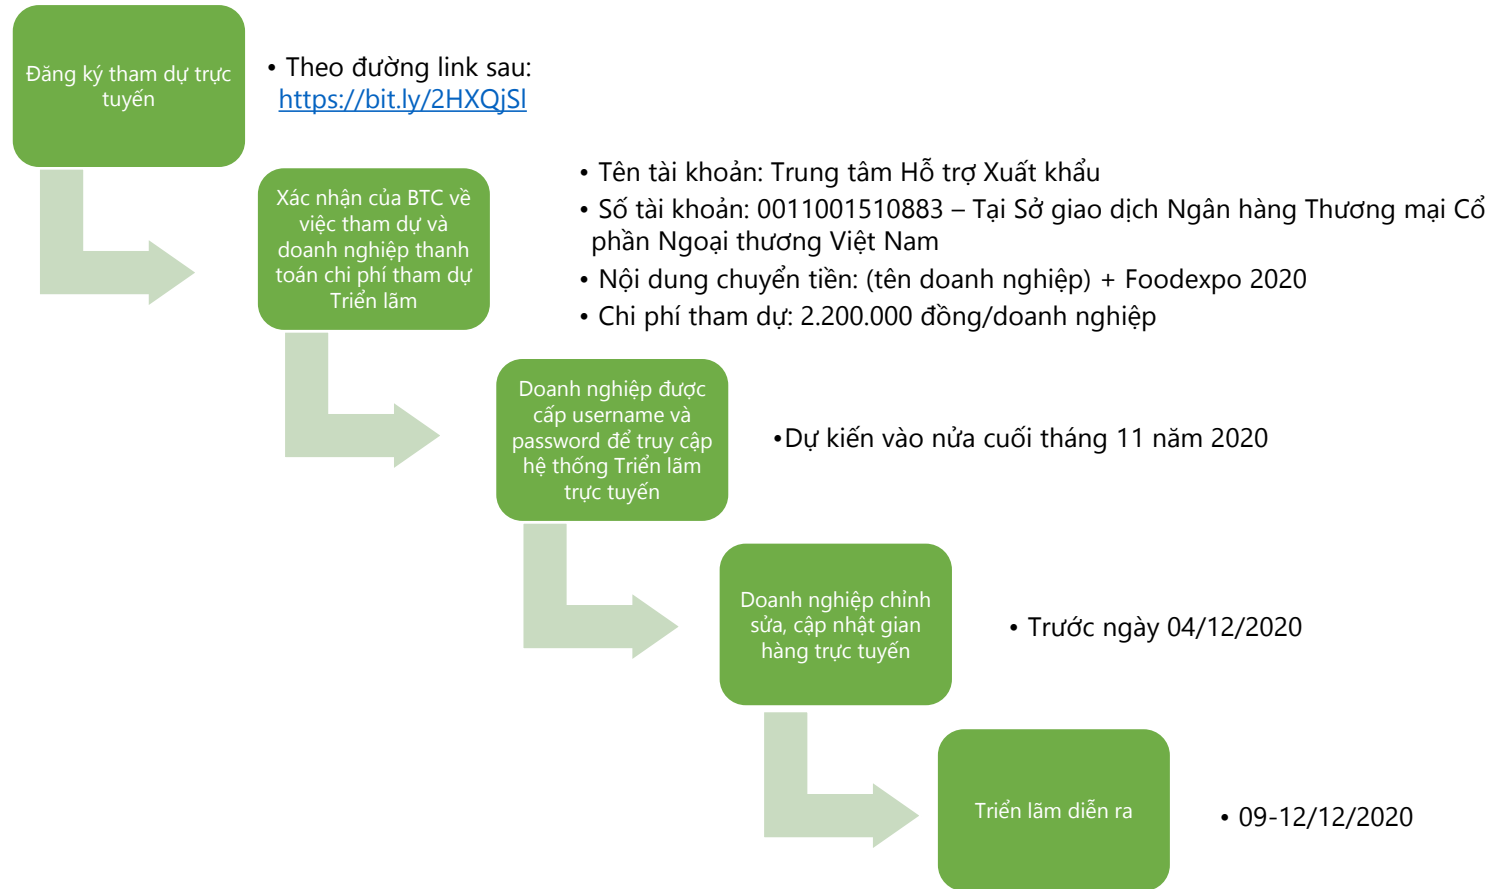 Đăng ký tham dự trực
tuyến
• Theo đường link sau:
https://bit.ly/2HXQjSl
Xác nhận của BTC về
việc tham dự và
doanh nghiệp thanh
toán chi phí tham dự
Triển lãm
• Tên tài khoản: Trung tâm Hỗ trợ Xuất khẩu
• Số tài khoản: 0011001510883 – Tại Sở giao dịch Ngân hàng Thương mại Cổ
phần Ngoại thương Việt Nam
• Nội dung chuyển tiền: (tên doanh nghiệp) + Foodexpo 2020
• Chi phí tham dự: 2.200.000 đồng/doanh nghiệp
Doanh nghiệp được
cấp username và
password để truy cập
hệ thống Triển lãm
trực tuyến
•Dự kiến vào nửa cuối tháng 11 năm 2020
Doanh nghiệp chỉnh
sửa, cập nhật gian
hàng trực tuyến
• Trước ngày 04/12/2020
Triển lãm diễn ra
• 09-12/12/2020